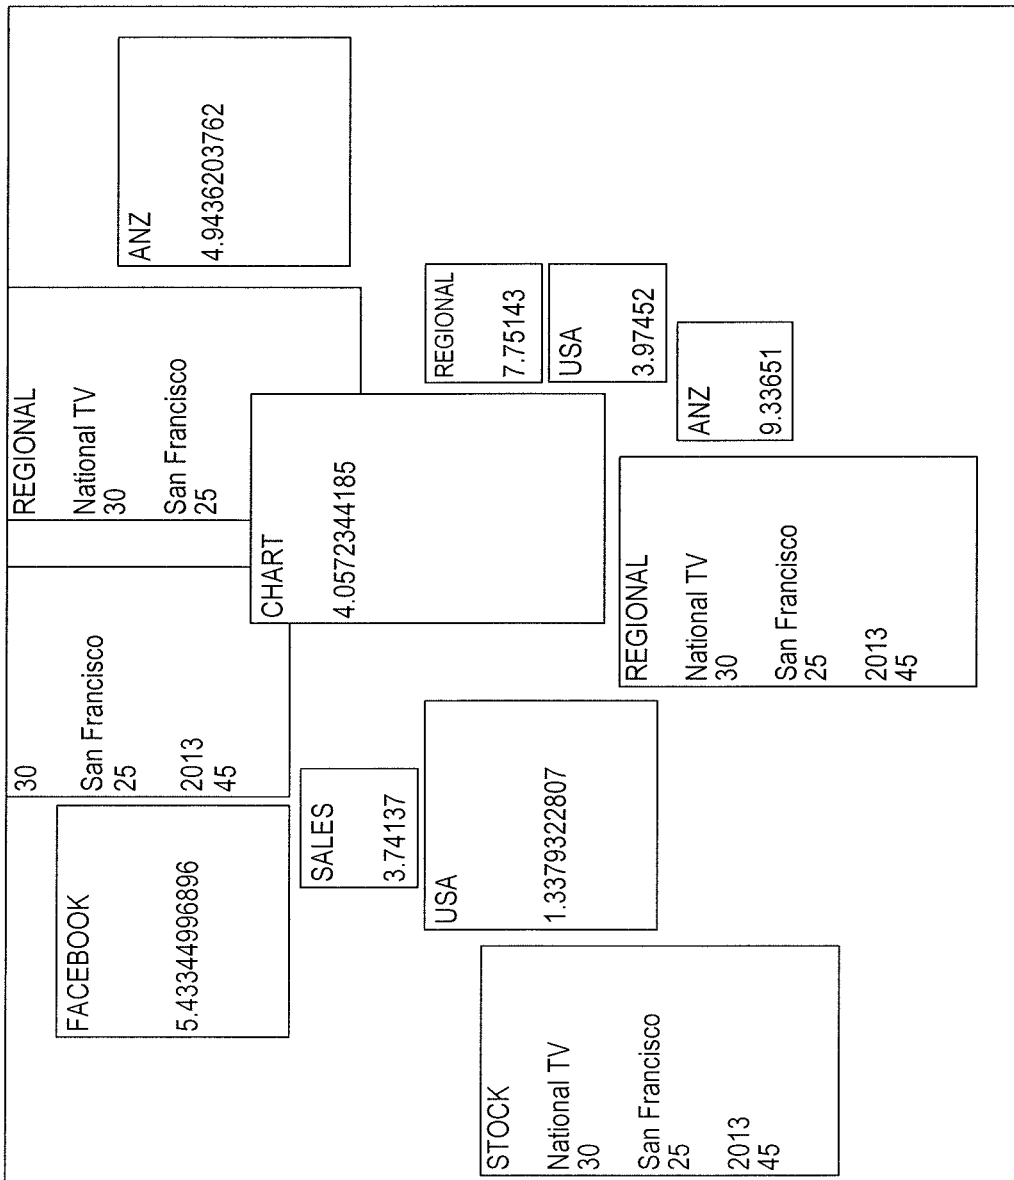 30
San Francisco
25
2013
45
REGIONAL
National TV
30
San Francisco
25
FACEBOOK
5.43344996896
ANZ
4.9436203762
CHART
4.0572344185
SALES
3.74137
USA
1.3379322807
REGIONAL
7.75143
STOCK
National TV
30
San Francisco
25
2013
45
USA
3.97452
REGIONAL
National TV
30
San Francisco
25
2013
45
ANZ
9.33651